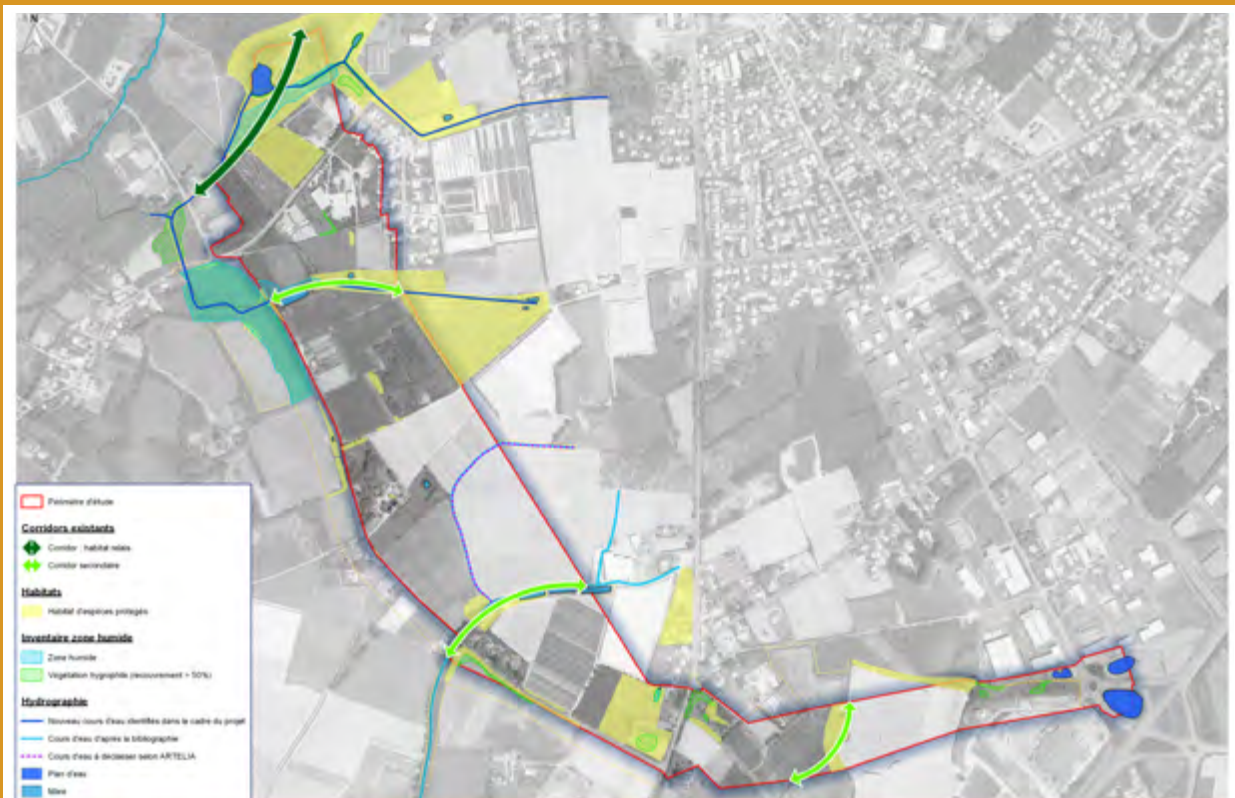 N
Périmètre d'étude
Corridors existants
Corridor : habitat relais
Corridor secondaire
Habitats
Habitat d'espèces protégés
Inventaire zone humide
Zone humide
Végétation hygrophile (recouvrement > 50%)
Hydrographie
Nouveau cours d'eau identifiés dans le cadre du projet
Cours d'eau d'après la bibliographie
Cours d'eau à déclasser selon ARTELIA
Plan d'eau
Mare